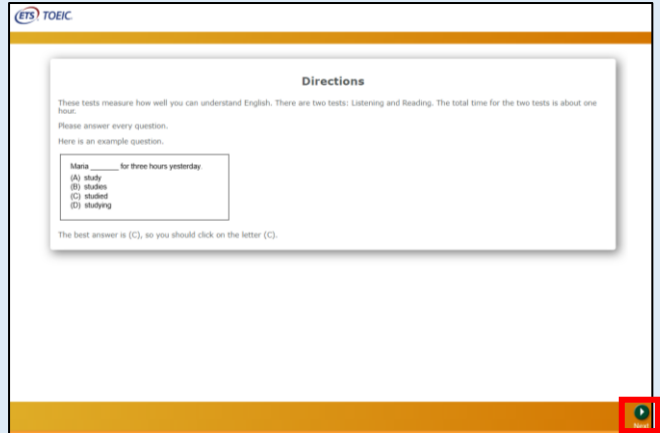 ETS TOEIC
Directions
These tests measure how well you can understand English. There are two tests: Listening and Reading. The total time for the two tests is about one
hour.
Please answer every question.
Here is an example question.
Maria ______ for three hours yesterday.
(A) study
(B) studies
(C) studied
(D) studying
The best answer is (C), so you should click on the letter (C).
Next